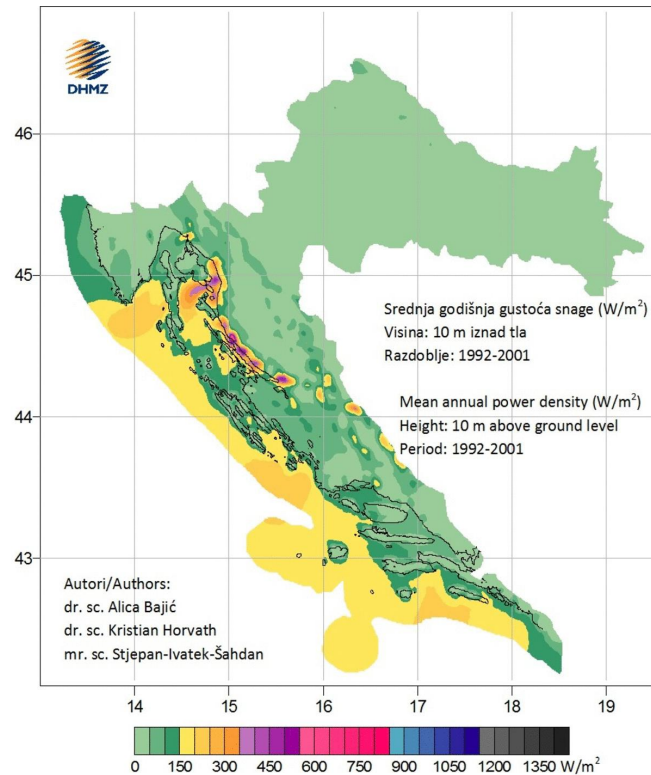 DHMZ
46
45
44
43
Srednja godišnja gustoća snage (W/m²)
Visina: 10 m iznad tla
Razdoblje: 1992-2001
Mean annual power density (W/m²)
Height: 10 m above ground level
Period: 1992-2001
Autori/Authors:
dr. sc. Alica Bajić
dr. sc. Kristian Horvath
mr. sc. Stjepan-Ivatek-Šahdan
14 15 16 17 18 19
0 150 300 450 600 750 900 1050 1200 1350 W/m²